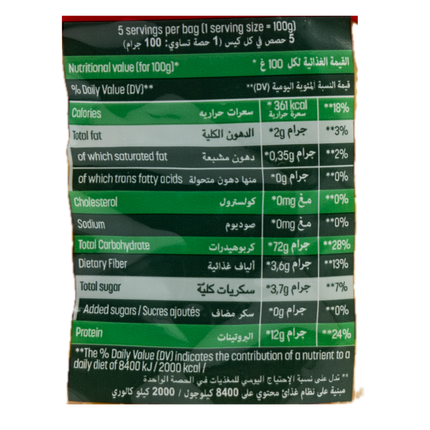 5 servings per bag (1 serving size = 100g)
5 حصص في كل كيس (1 حصة تساوي: 100 جرام)
Nutritional value (for 100g)* القيمة الغذائية لكل 100 غ *
% Daily Value (DV)** قيمة النسبة المئوية اليومية (DV)**
Calories سعرات حرارية *361 kcal سعرة حرارية **18%
Total fat الدهون الكلية *2g جرام **3%
of which saturated fat دهون مشبعة *0,35g جرام **2%
of which trans fatty acids منها دهون متحولة *0g جرام **0%
Cholesterol كولسترول *0mg مغ **0%
Sodium صوديوم *0mg مغ **0%
Total Carbohydrate كربوهيدرات *72g جرام **28%
Dietary Fiber ألياف غذائية *3,6g جرام **13%
Total sugar سكريات كليّة *3,7g جرام **7%
- Added sugars / Sucres ajoutés سكر مضاف *0g جرام **0%
Protein البروتينات *12g جرام **24%
**The % Daily Value (DV) indicates the contribution of a nutrient to a
daily diet of 8400 kJ / 2000 kcal /
** تدل على نسبة الإحتياج اليومي للمغذيات في الحصة الواحدة
مبنية على نظام غذائي محتوي على 8400 كيلوجول / 2000 كيلو كالوري